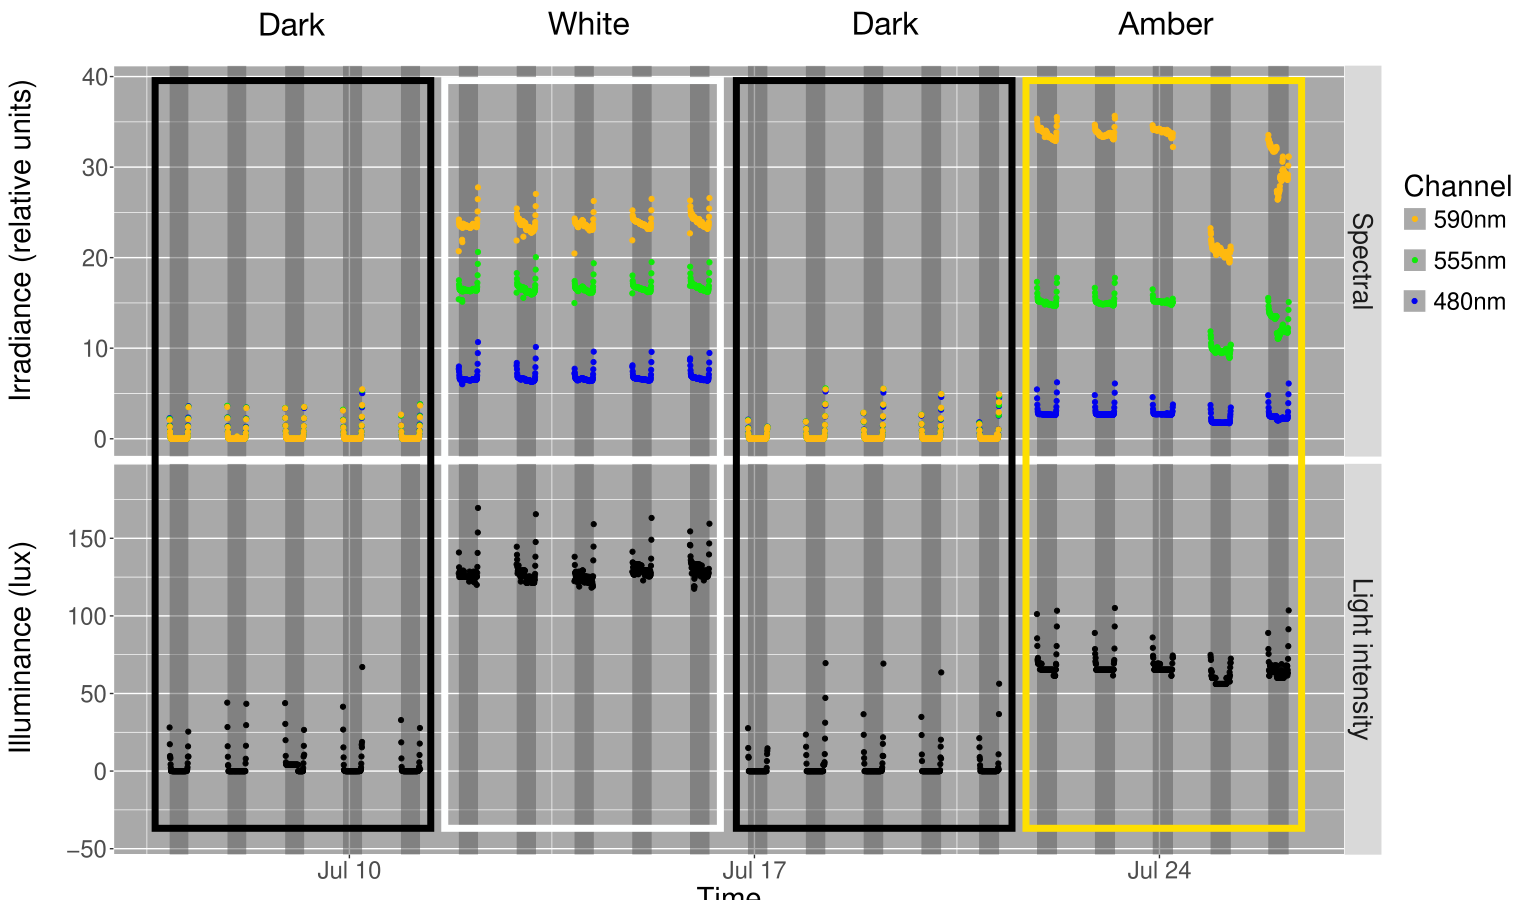 Dark White Dark Amber
Irradiance (relative units)
40
30
20
10
0
Spectral
Illuminance (lux)
150
100
50
0
−50
Light intensity
Jul 10 Jul 17 Jul 24
Time
Channel
590nm
555nm
480nm